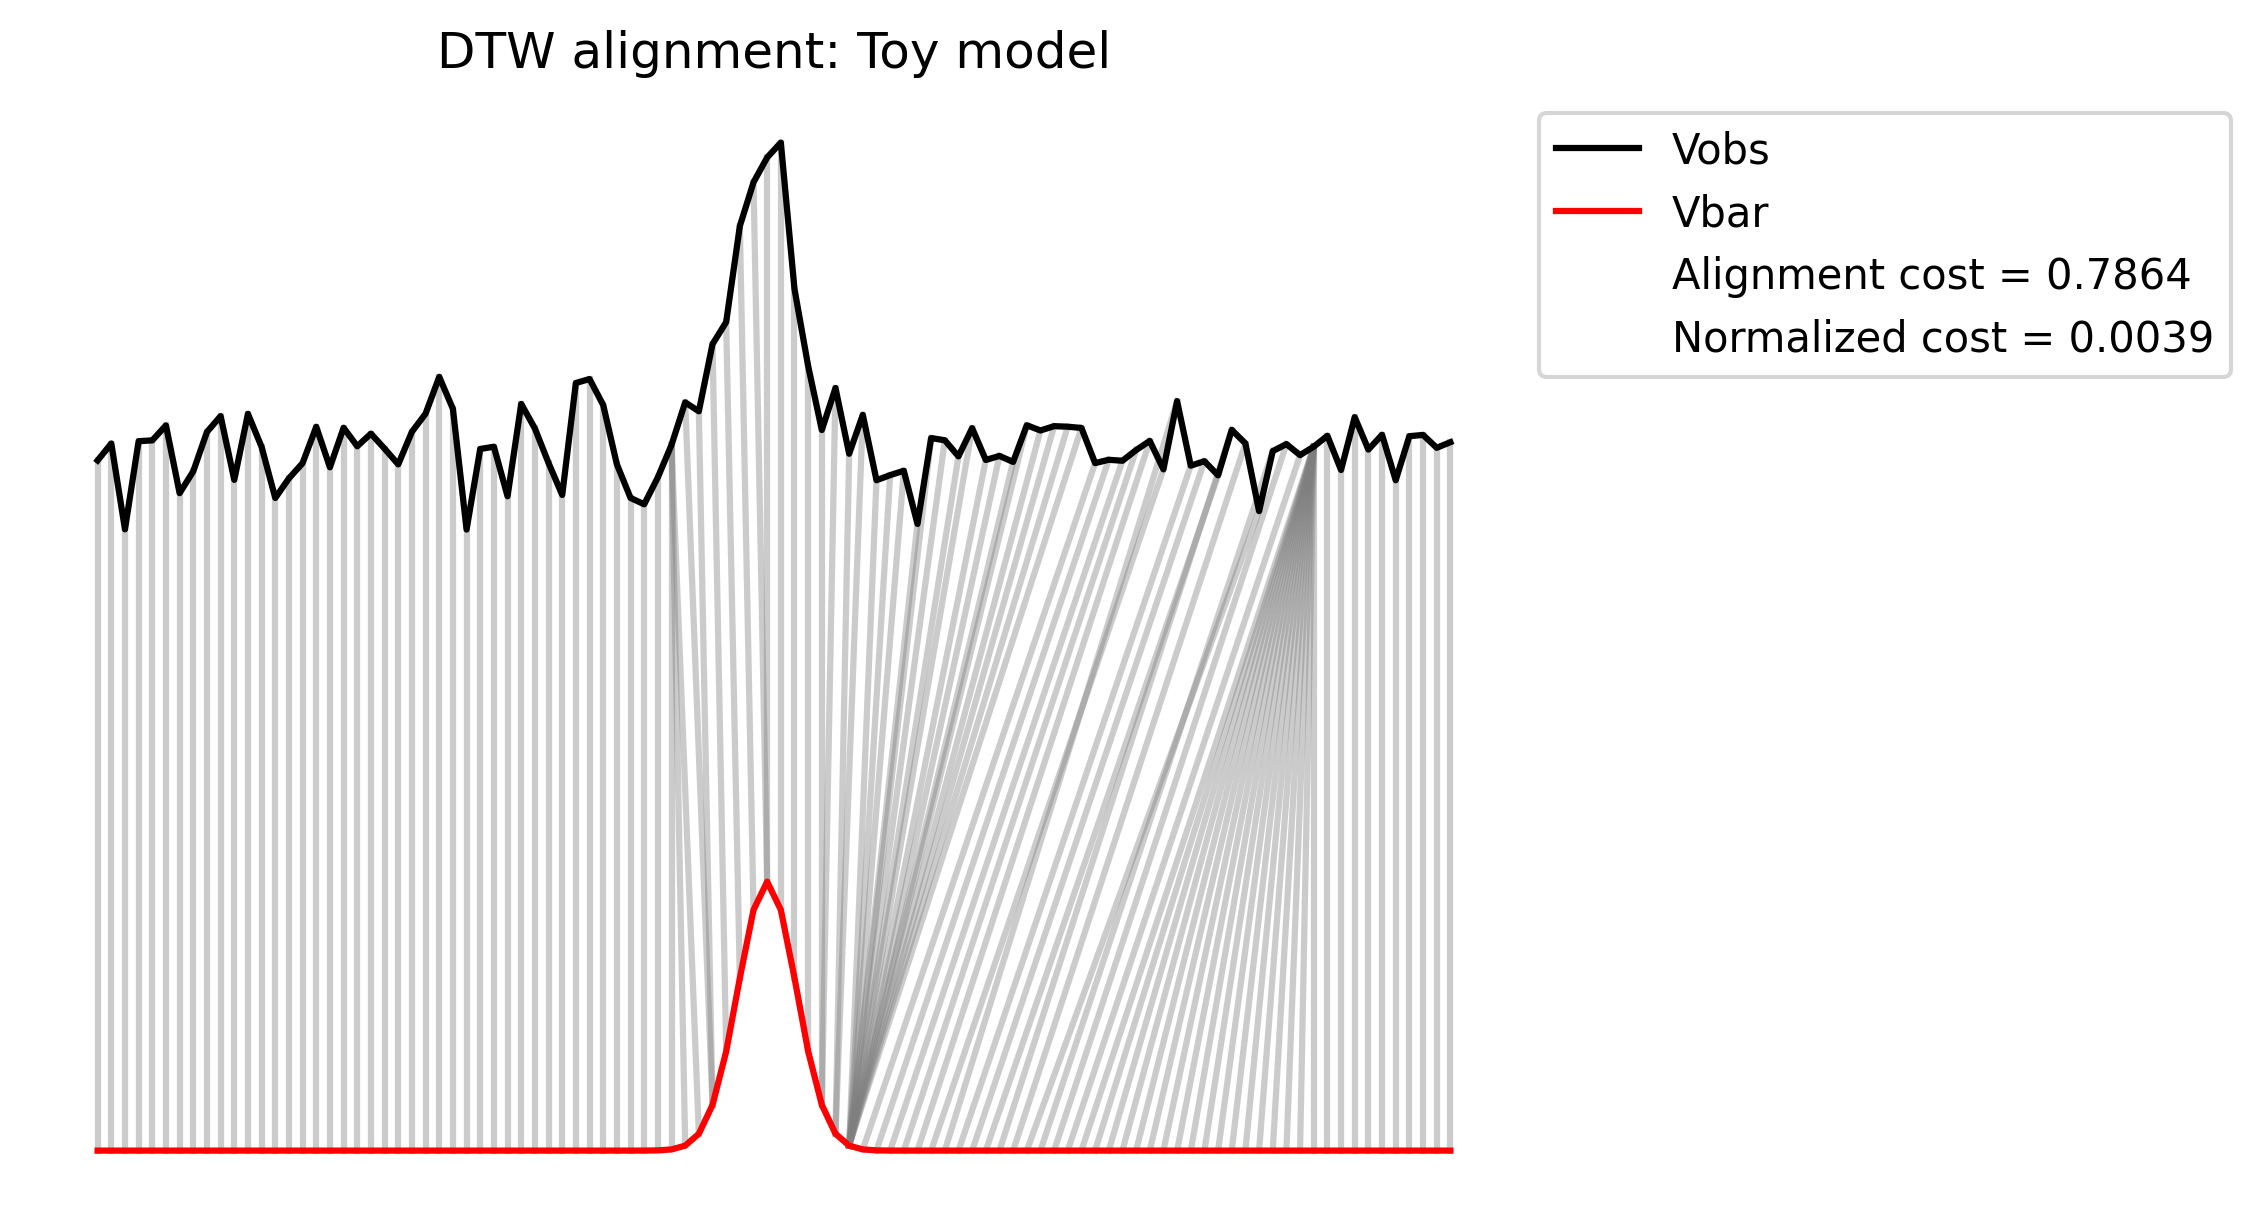 DTW alignment: Toy model
Vobs
Vbar
Alignment cost = 0.7864
Normalized cost = 0.0039